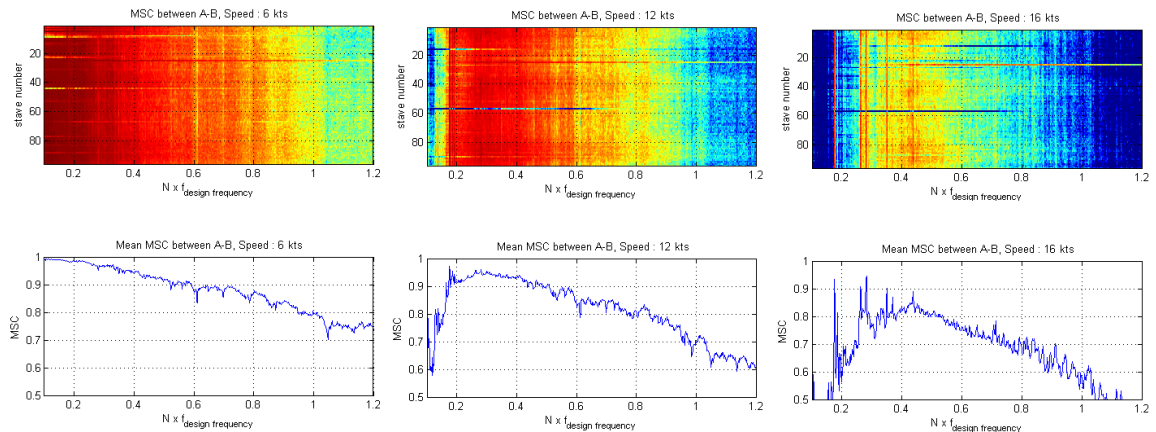 MSC between A-B, Speed : 6 kts
stave number
20
40
60
80
0.2 0.4 0.6 0.8 1 1.2
N x f design frequency
MSC between A-B, Speed : 12 kts
stave number
20
40
60
80
0.2 0.4 0.6 0.8 1 1.2
N x f design frequency
MSC between A-B, Speed : 16 kts
stave number
20
40
60
80
0.2 0.4 0.6 0.8 1 1.2
N x f design frequency
Mean MSC between A-B, Speed : 6 kts
MSC
1
0.9
0.8
0.7
0.6
0.5
0.2 0.4 0.6 0.8 1 1.2
N x f design frequency
Mean MSC between A-B, Speed : 12 kts
MSC
1
0.9
0.8
0.7
0.6
0.5
0.2 0.4 0.6 0.8 1 1.2
N x f design frequency
Mean MSC between A-B, Speed : 16 kts
MSC
1
0.9
0.8
0.7
0.6
0.5
0.2 0.4 0.6 0.8 1 1.2
N x f design frequency